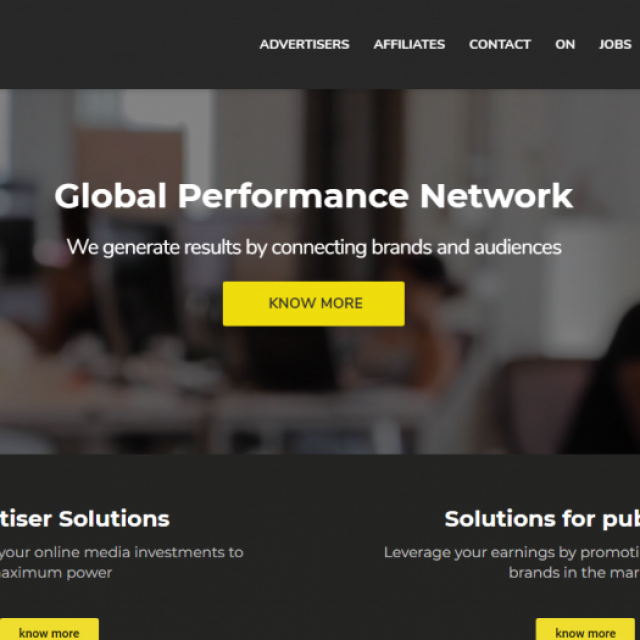 ADVERTISERS AFFILIATES CONTACT ON JOBS
Global Performance Network
We generate results by connecting brands and audiences
KNOW MORE
tiser Solutions
your online media investments to
aximum power
know more
Solutions for pub
Leverage your earnings by promoti
brands in the mar
know more